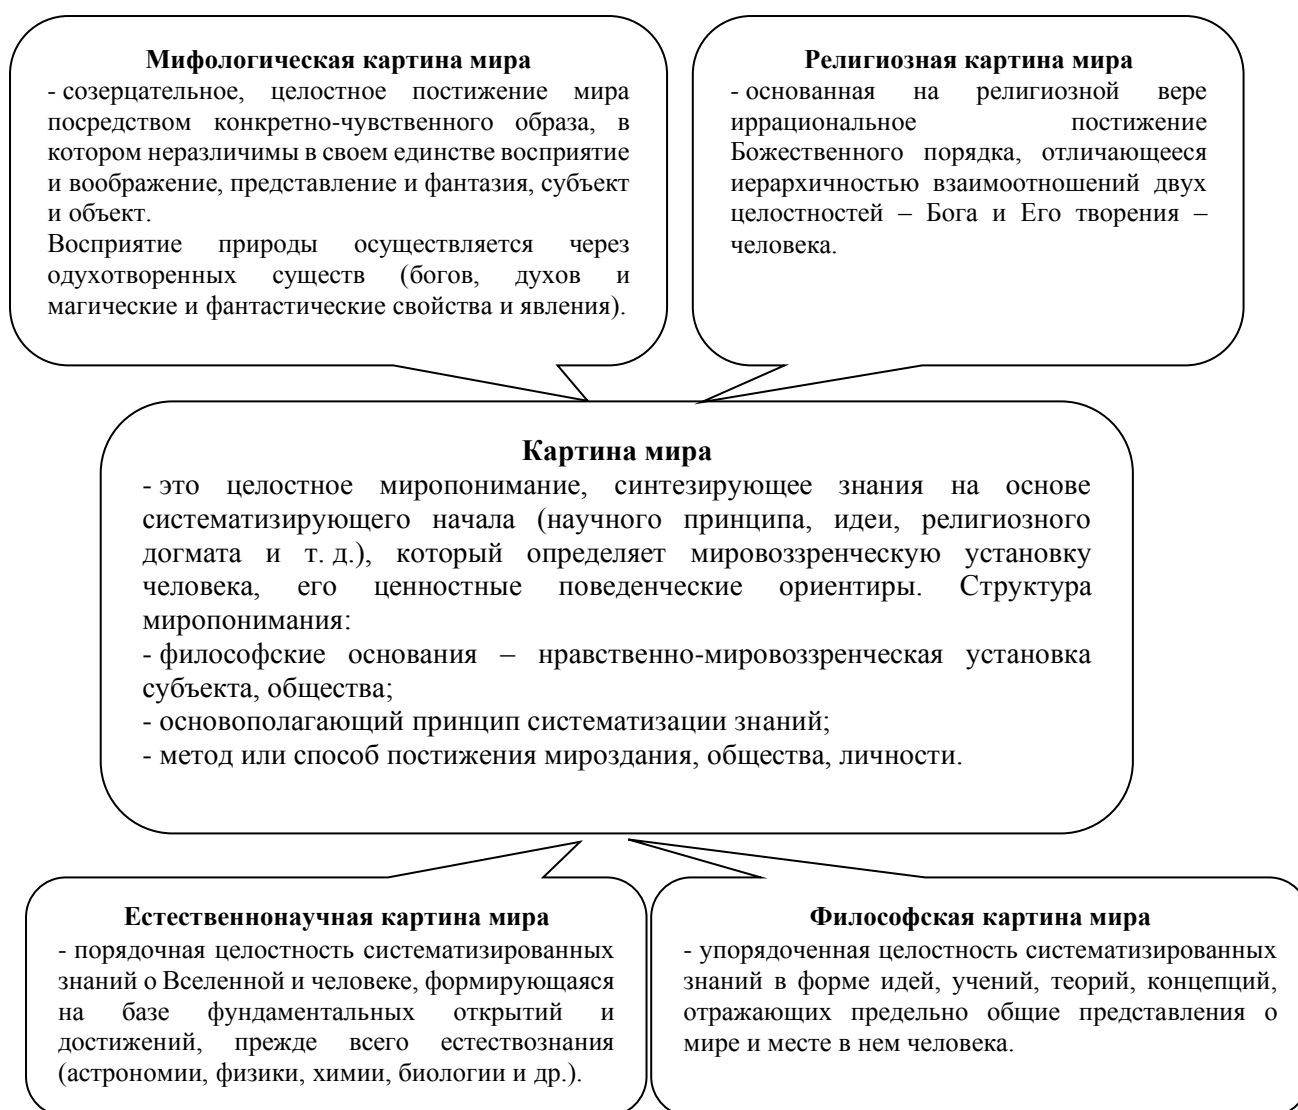 Мифологическая картина мира
- созерцательное, целостное постижение мира
посредством конкретно-чувственного образа, в
котором неразличимы в своем единстве восприятие
и воображение, представление и фантазия, субъект
и объект.
Восприятие природы осуществляется через
одухотворенных существ (богов, духов и
магические и фантастические свойства и явления).
Религиозная картина мира
- основанная на религиозной вере
иррациональное постижение
Божественного порядка, отличающееся
иерархичностью взаимоотношений двух
целостностей – Бога и Его творения –
человека.
Картина мира
- это целостное миропонимание, синтезирующее знания на основе
систематизирующего начала (научного принципа, идеи, религиозного
догмата и т. д.), который определяет мировоззренческую установку
человека, его ценностные поведенческие ориентиры. Структура
миропонимания:
- философские основания – нравственно-мировоззренческая установка
субъекта, общества;
- основополагающий принцип систематизации знаний;
- метод или способ постижения мироздания, общества, личности.
Естественнонаучная картина мира
- порядочная целостность систематизированных
знаний о Вселенной и человеке, формирующаяся
на базе фундаментальных открытий и
достижений, прежде всего естествознания
(астрономии, физики, химии, биологии и др.).
Философская картина мира
- упорядоченная целостность систематизированных
знаний в форме идей, учений, теорий, концепций,
отражающих предельно общие представления о
мире и месте в нем человека.